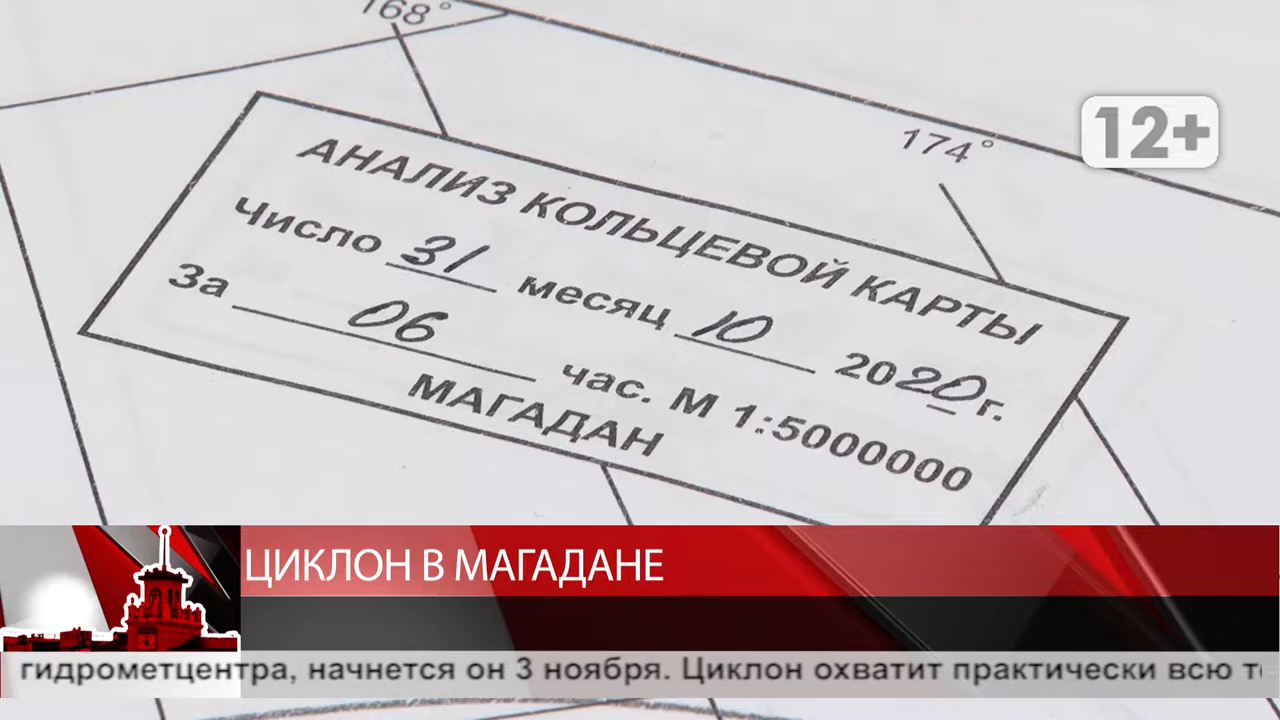 168°
12+
174°
АНАЛИЗ КОЛЬЦЕВОЙ КАРТЫ
Число 31 месяц 10 2020 г.
За 06 час. М 1:5000000
МАГАДАН
ЦИКЛОН В МАГАДАНЕ
гидрометцентра, начнется он 3 ноября. Циклон охватит практически всю